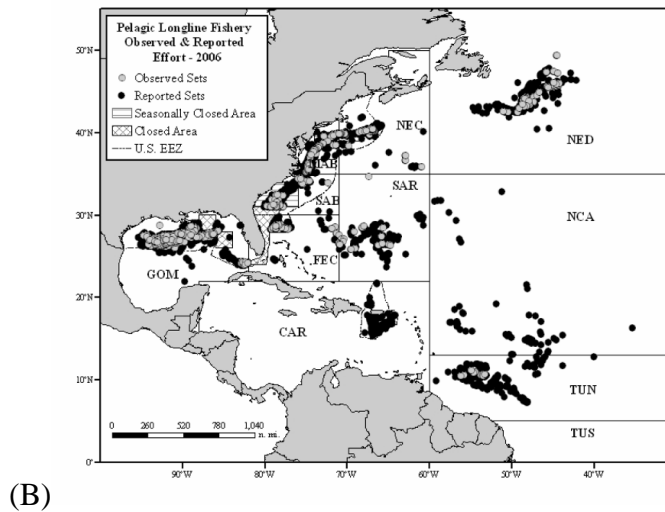 Pelagic Longline Fishery
Observed & Reported
Effort - 2006
Observed Sets
Reported Sets
Seasonally Closed Area
Closed Area
U.S. EEZ
50°N
40°N
30°N
20°N
10°N
0°
NEC
NED
MAB
SAR
SAB
NCA
FEC
GOM
CAR
TUN
TUS
0 260 520 780 1,040
n. mi.
90°W 80°W 70°W 60°W 50°W 40°W
(B)